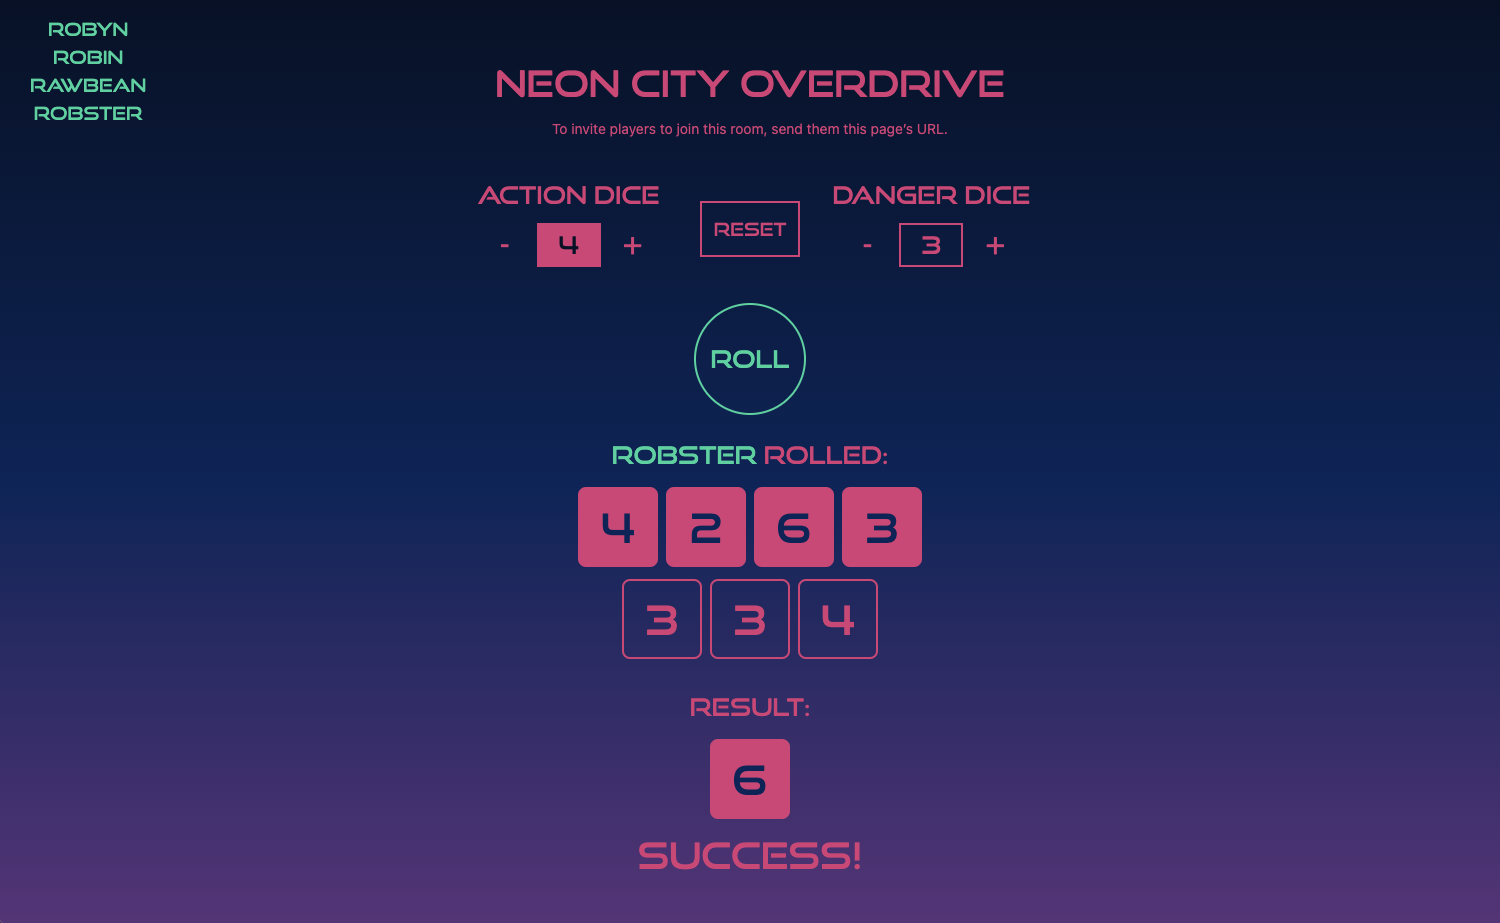 ROBYN
ROBIN
RAWBEAN
ROBSTER
NEON CITY OVERDRIVE
To invite players to join this room, send them this page’s URL.
ACTION DICE
- 4 +
RESET
DANGER DICE
- 3 +
ROLL
ROBSTER ROLLED:
4 2 6 3
3 3 4
RESULT:
6
SUCCESS!